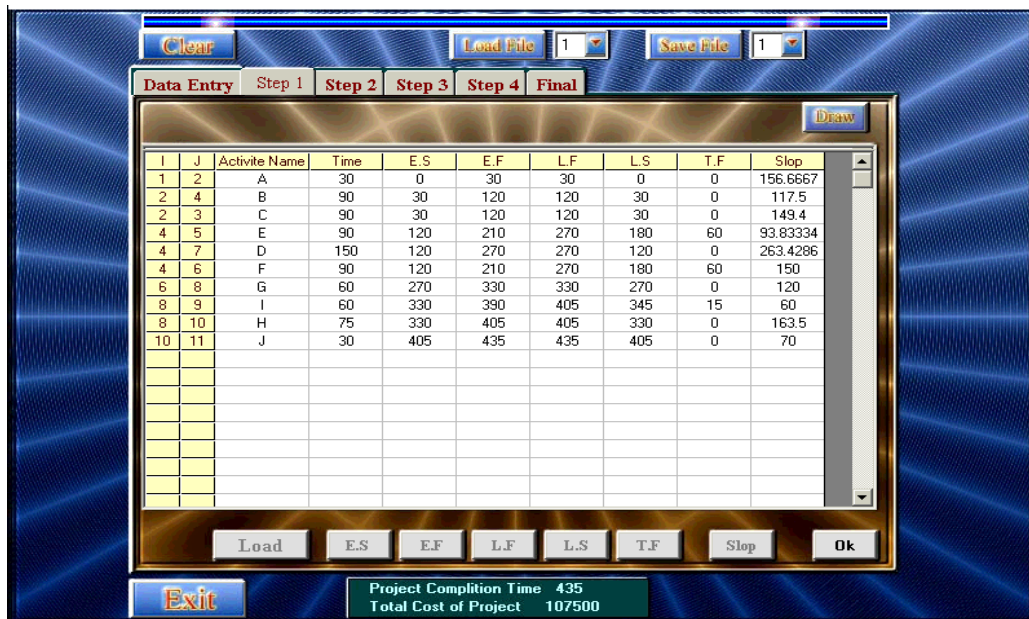 Clear Load File 1 Save File 1
Data Entry Step 1 Step 2 Step 3 Step 4 Final
Draw
I J Activite Name Time E.S E.F L.F L.S T.F Slop
1 2 A 30 0 30 30 0 0 156.6667
2 4 B 90 30 120 120 30 0 117.5
2 3 C 90 30 120 120 30 0 149.4
4 5 E 90 120 210 270 180 60 93.83334
4 7 D 150 120 270 270 120 0 263.4286
4 6 F 90 120 210 270 180 60 150
6 8 G 60 270 330 330 270 0 120
8 9 I 60 330 390 405 345 15 60
8 10 H 75 330 405 405 330 0 163.5
10 11 J 30 405 435 435 405 0 70
Load E.S E.F L.F L.S T.F Slop Ok
Exit
Project Complition Time 435
Total Cost of Project 107500